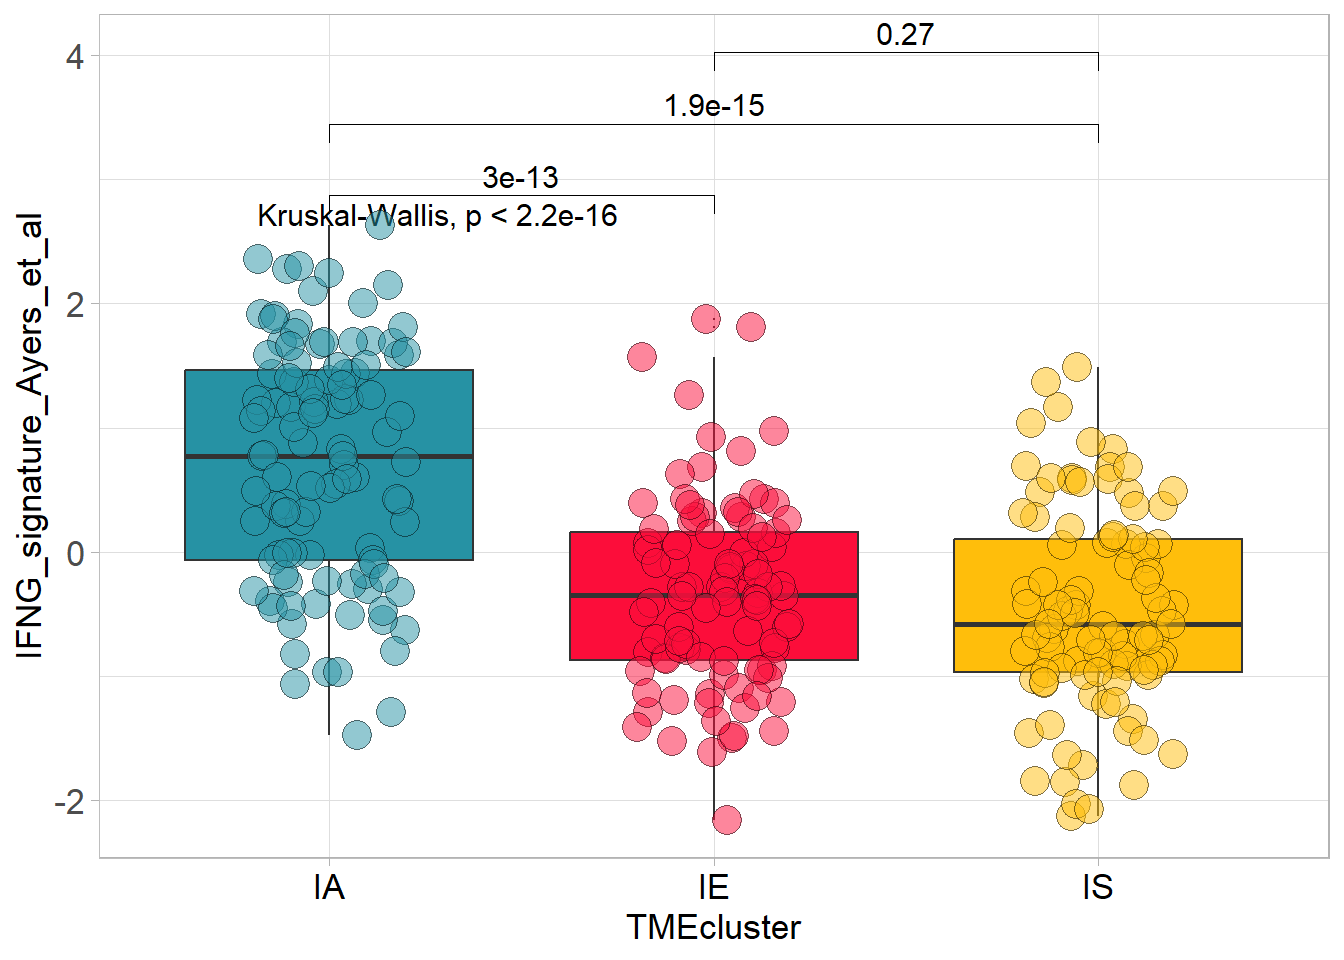 0.27
1.9e-15
3e-13
Kruskal-Wallis, p < 2.2e-16
4
2
0
-2
IFNG_signature_Ayers_et_al
IA
IE
IS
TMEcluster